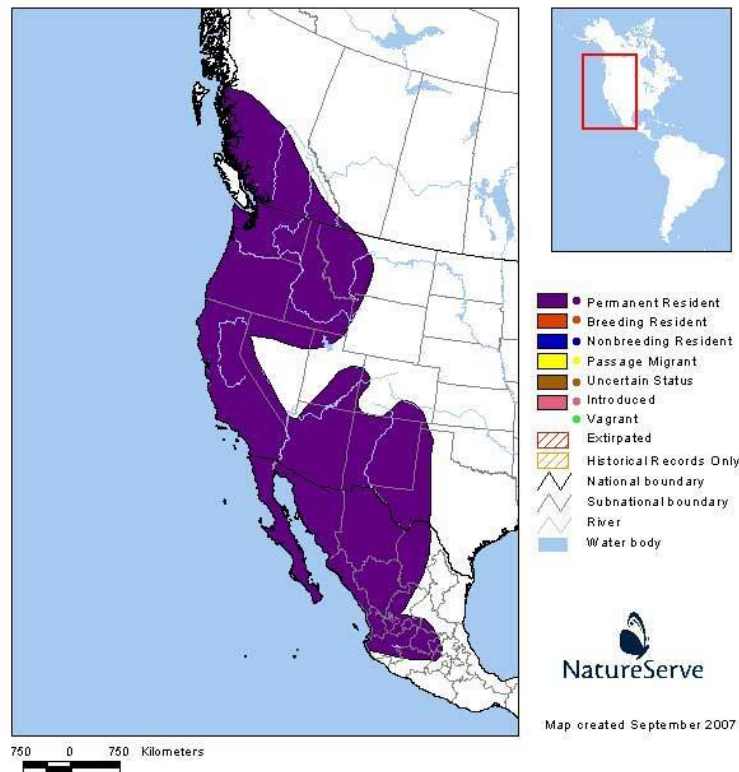 Permanent Resident
Breeding Resident
Nonbreeding Resident
Passage Migrant
Uncertain Status
Introduced
Vagrant
Extirpated
Historical Records Only
National boundary
Subnational boundary
River
Water body
NatureServe
Map created September 2007
750 0 750 Kilometers